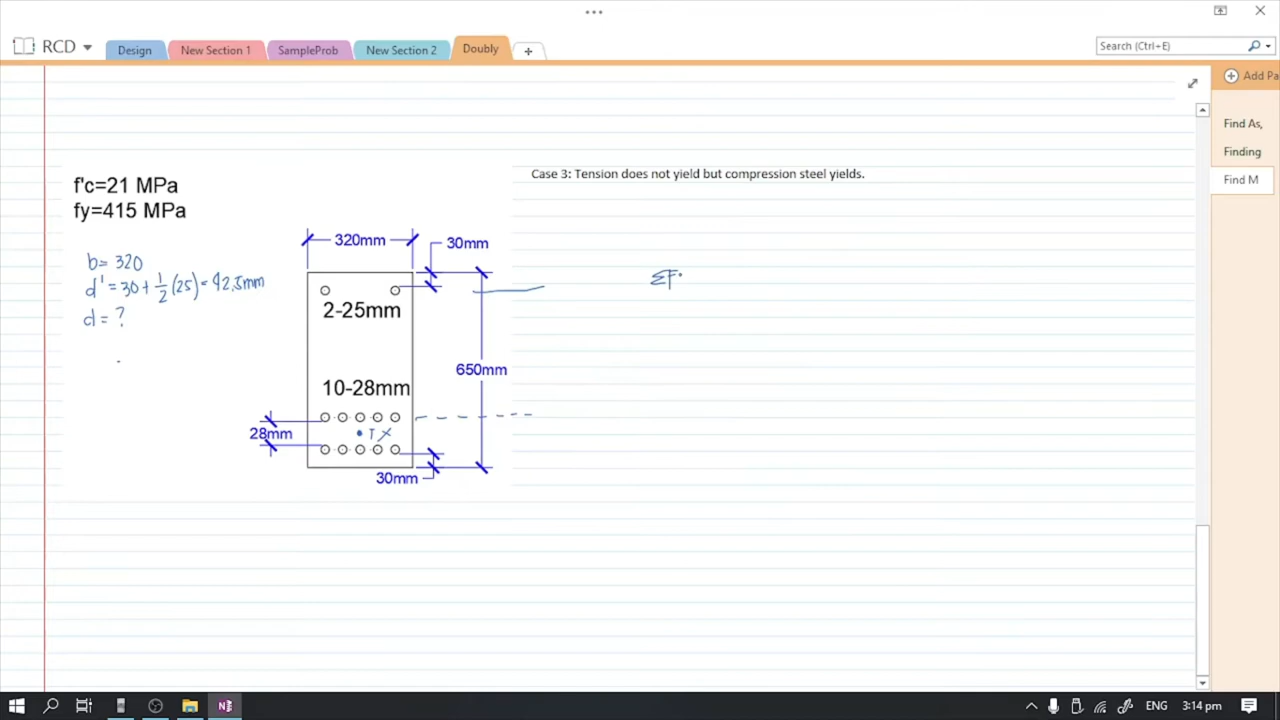 RCD
Design
New Section 1
SampleProb
New Section 2
Doubly
Search (Ctrl+E)
Add Pa
Find As,
Finding
Find M
f'c=21 MPa
fy=415 MPa
b= 320
d' = 30 + 1/2 (25) = 42.5mm
d = ?
320mm
30mm
2-25mm
650mm
10-28mm
28mm
30mm
Case 3: Tension does not yield but compression steel yields.
ΣF
ENG
3:14 pm